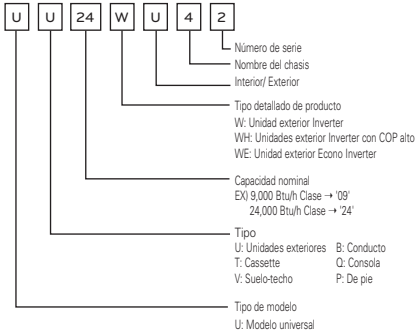 U U 24 W U 4 2
Número de serie
Nombre del chasis
Interior/ Exterior
Tipo detallado de producto
W: Unidad exterior Inverter
WH: Unidades exterior Inverter con COP alto
WE: Unidad exterior Econo Inverter
Capacidad nominal
EX) 9,000 Btu/h Clase → '09'
24,000 Btu/h Clase → '24'
Tipo
U: Unidades exteriores B: Conducto
T: Cassette Q: Consola
V: Suelo-techo P: De pie
Tipo de modelo
U: Modelo universal